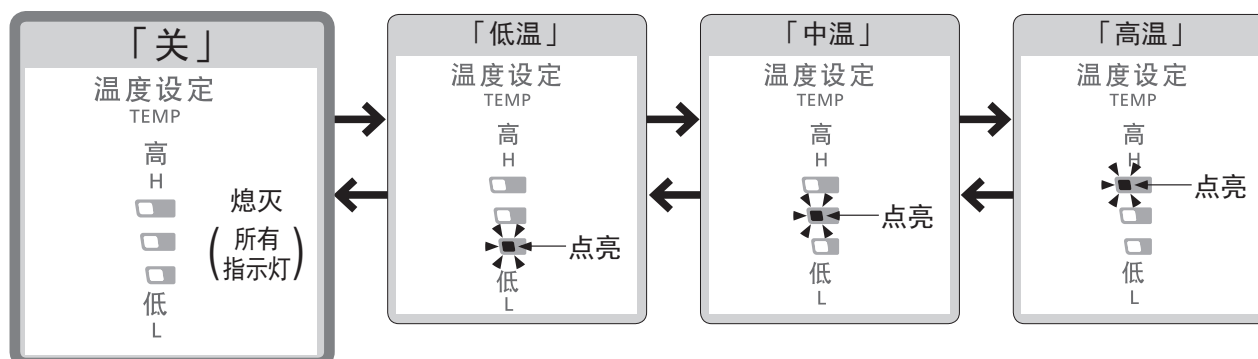 「关」
温度设定
TEMP
高
H
熄灭
(所有
指示灯)
低
L
「低温」
温度设定
TEMP
高
H
点亮
低
L
「中温」
温度设定
TEMP
高
H
点亮
低
L
「高温」
温度设定
TEMP
高
H
点亮
低
L